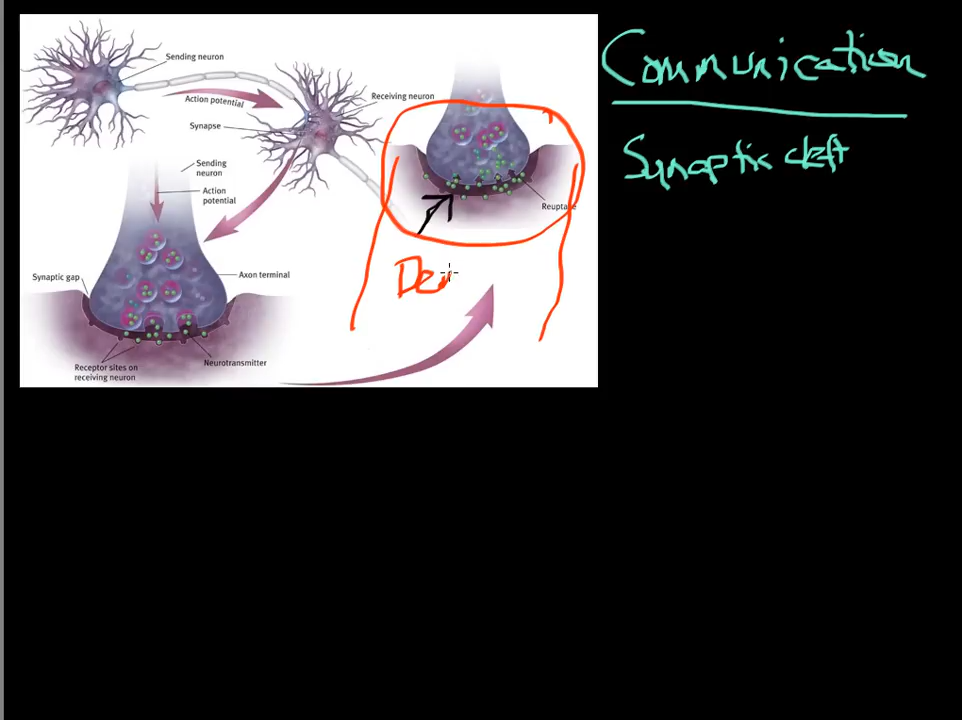 Communication
Synaptic cleft
Sending neuron
Action potential
Synapse
Receiving neuron
Sending
neuron
Action
potential
Synaptic gap
Axon terminal
Reuptake
Den
Receptor sites on
receiving neuron
Neurotransmitter